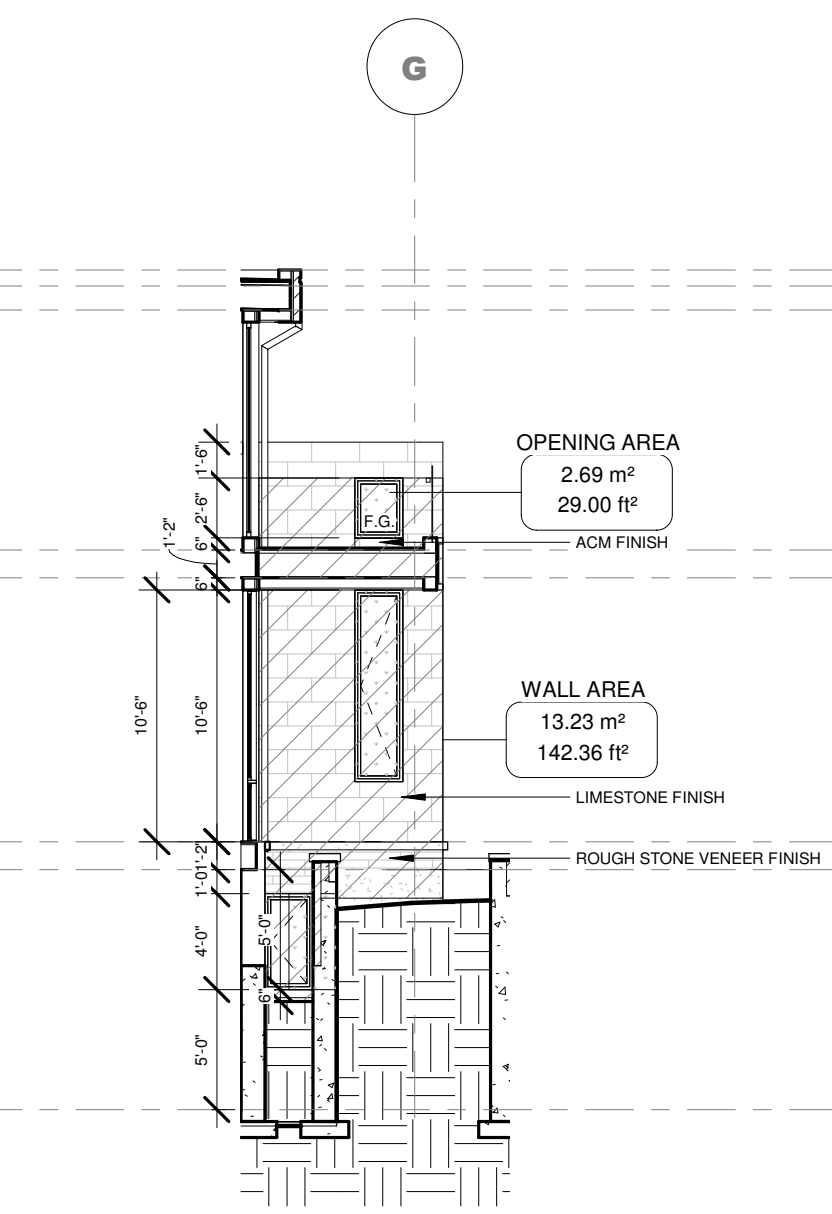 G
OPENING AREA
2.69 m²
29.00 ft²
ACM FINISH
F.G.
WALL AREA
13.23 m²
142.36 ft²
LIMESTONE FINISH
ROUGH STONE VENEER FINISH
1'-6"
2'-6"
1'-2"
6"
6"
10'-6"
10'-6"
1'-2"
1'-0"
4'-0"
5'-0"
6"
5'-0"